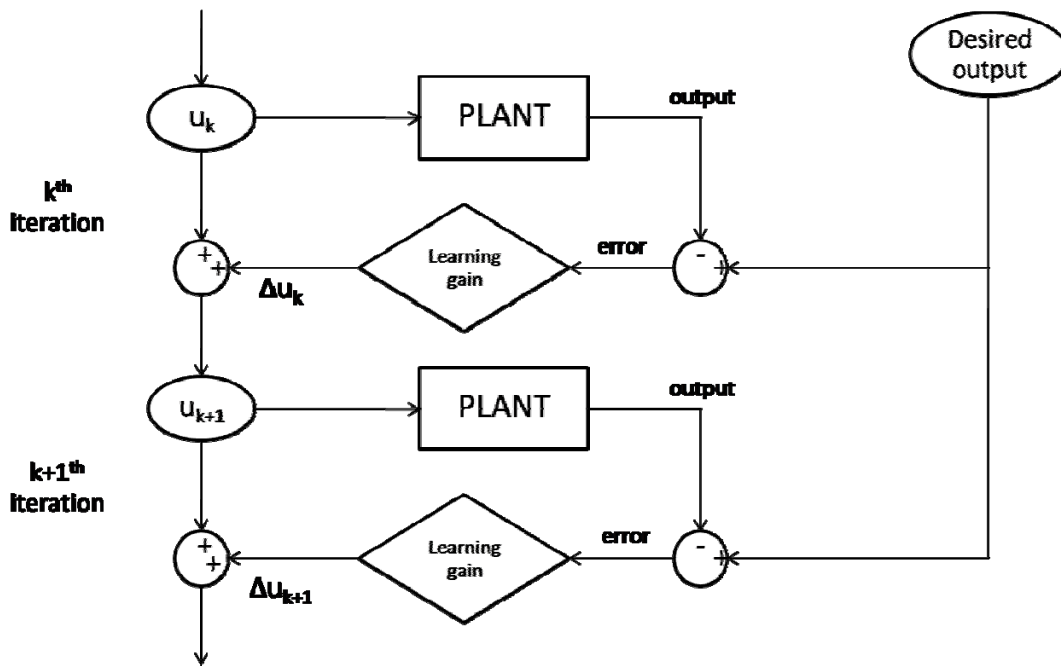 Desired
output
u_k
PLANT
output
k^th
iteration
+
+
Δu_k
Learning
gain
error
-
+
u_k+1
PLANT
output
k+1^th
iteration
+
+
Δu_k+1
Learning
gain
error
-
+